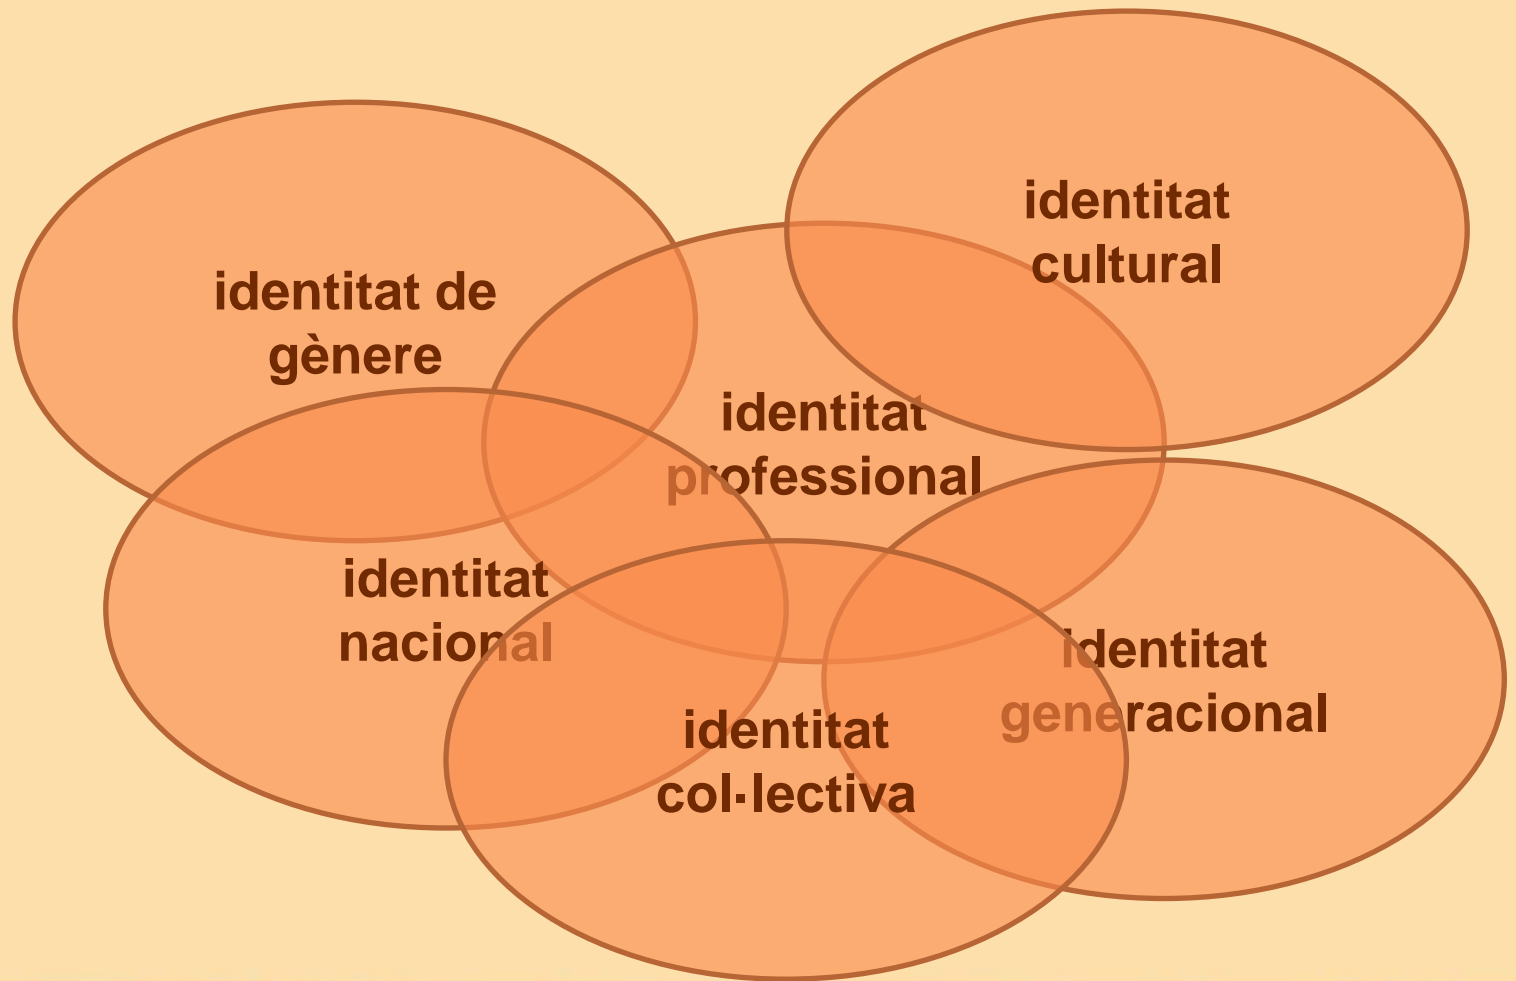 identitat
cultural
identitat de
gènere
identitat
professional
identitat
nacional
identitat
generacional
identitat
col·lectiva